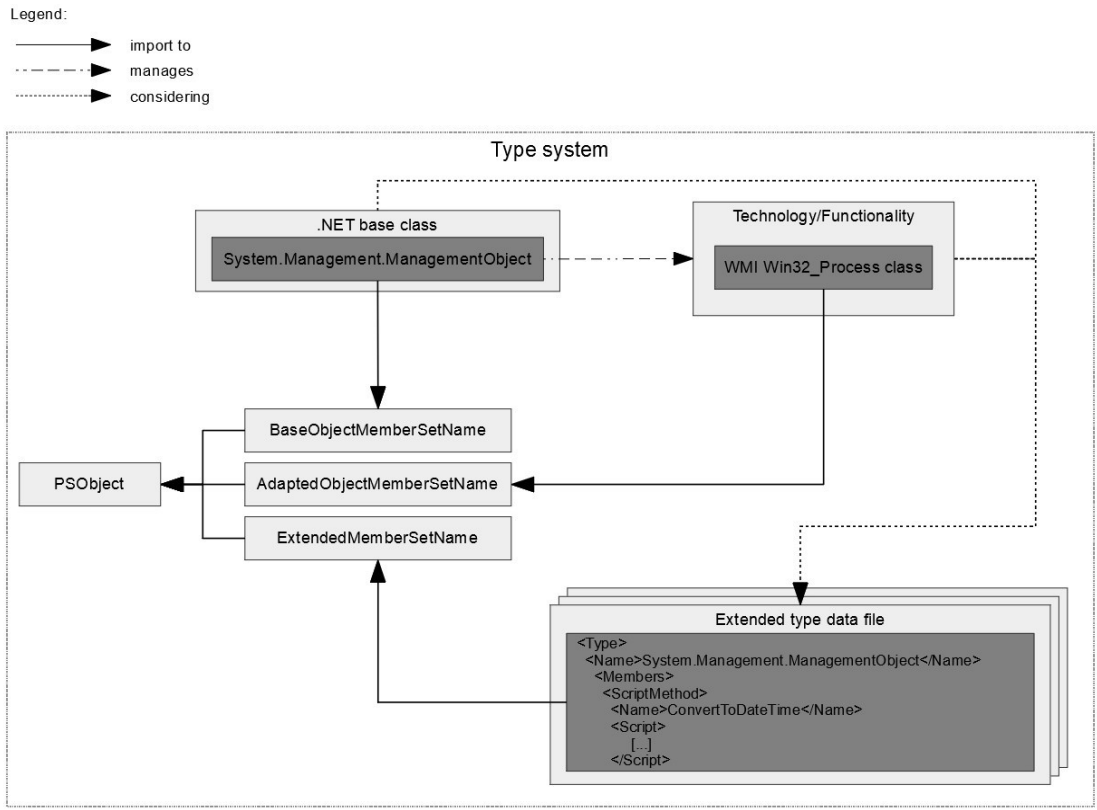 Legend:
import to
manages
considering
Type system
.NET base class
System.Management.ManagementObject
Technology/Functionality
WMI Win32_Process class
BaseObjectMemberSetName
PSObject
AdaptedObjectMemberSetName
ExtendedMemberSetName
Extended type data file
<Type>
<Name>System.Management.ManagementObject</Name>
<Members>
<ScriptMethod>
<Name>ConvertToDateTime</Name>
<Script>
[...]
</Script>